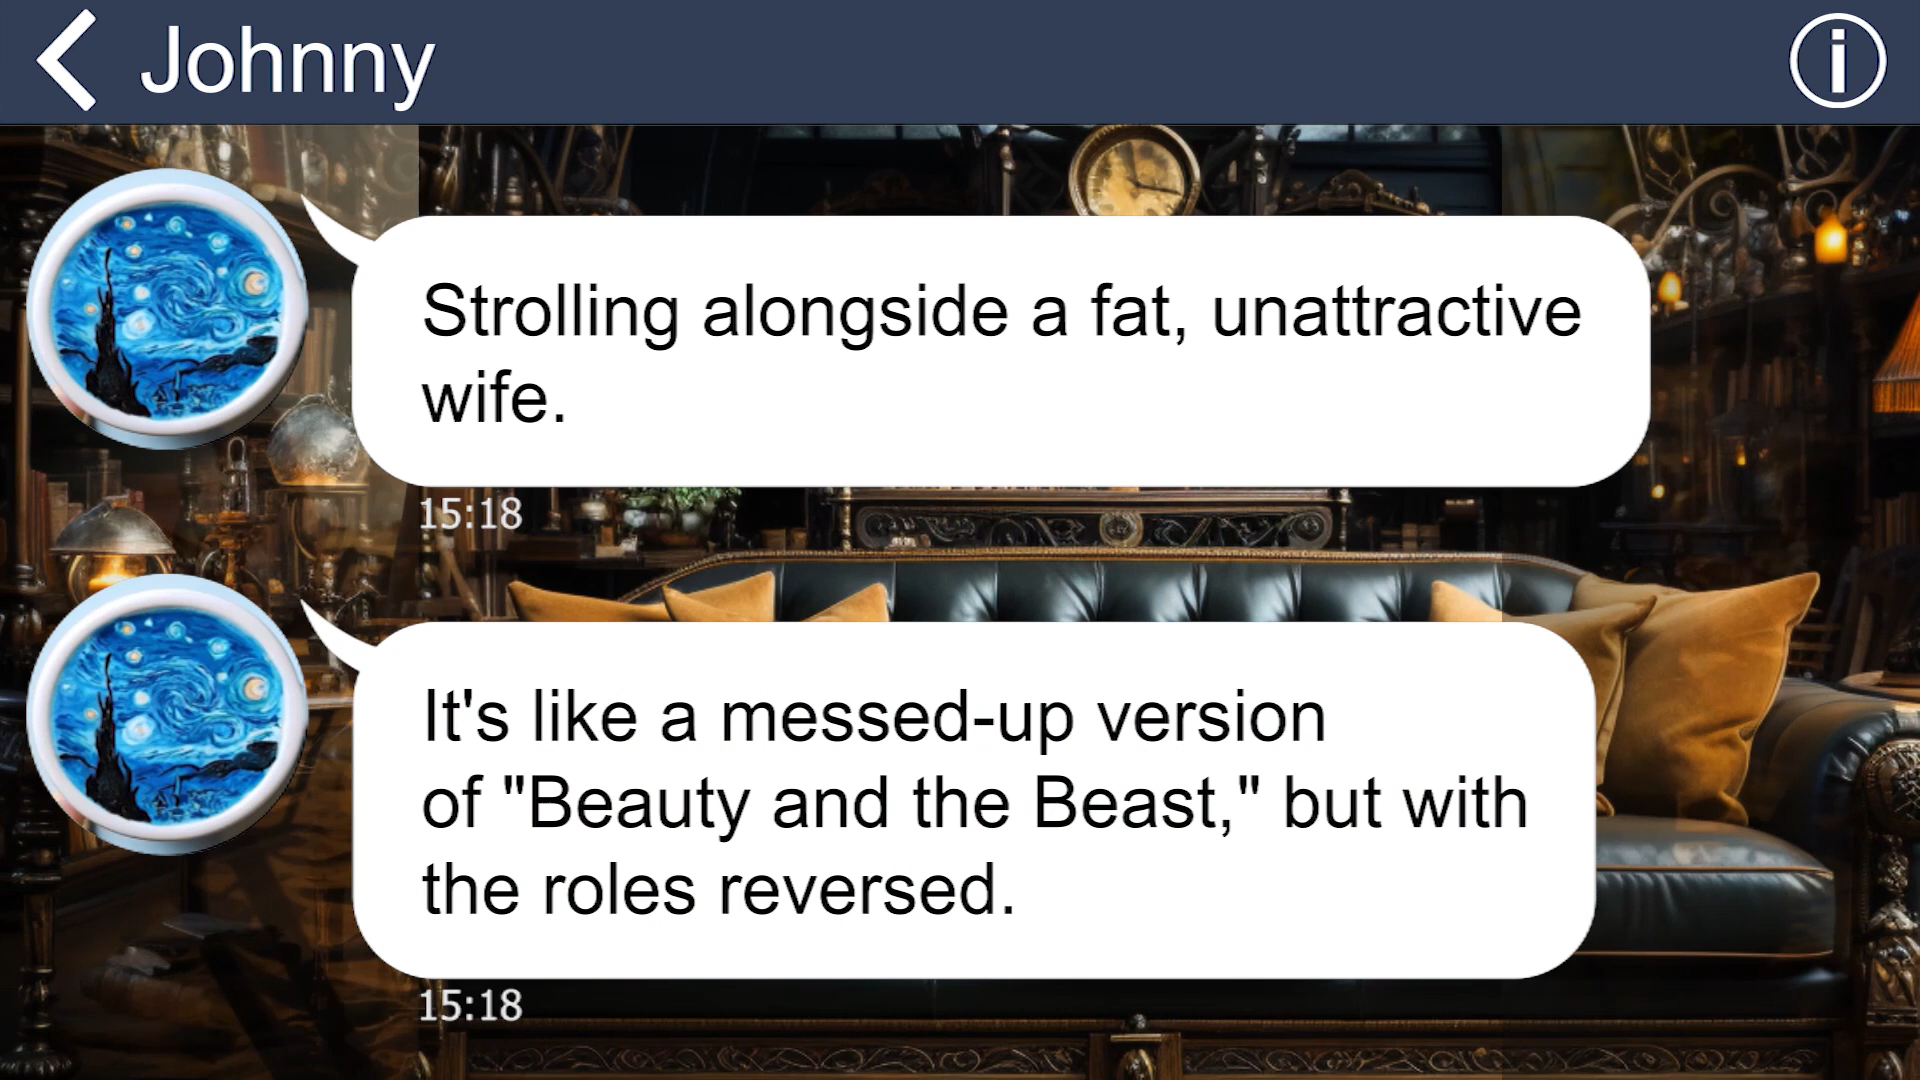 Johnny
Strolling alongside a fat, unattractive
wife.
15:18
It's like a messed-up version
of "Beauty and the Beast," but with
the roles reversed.
15:18